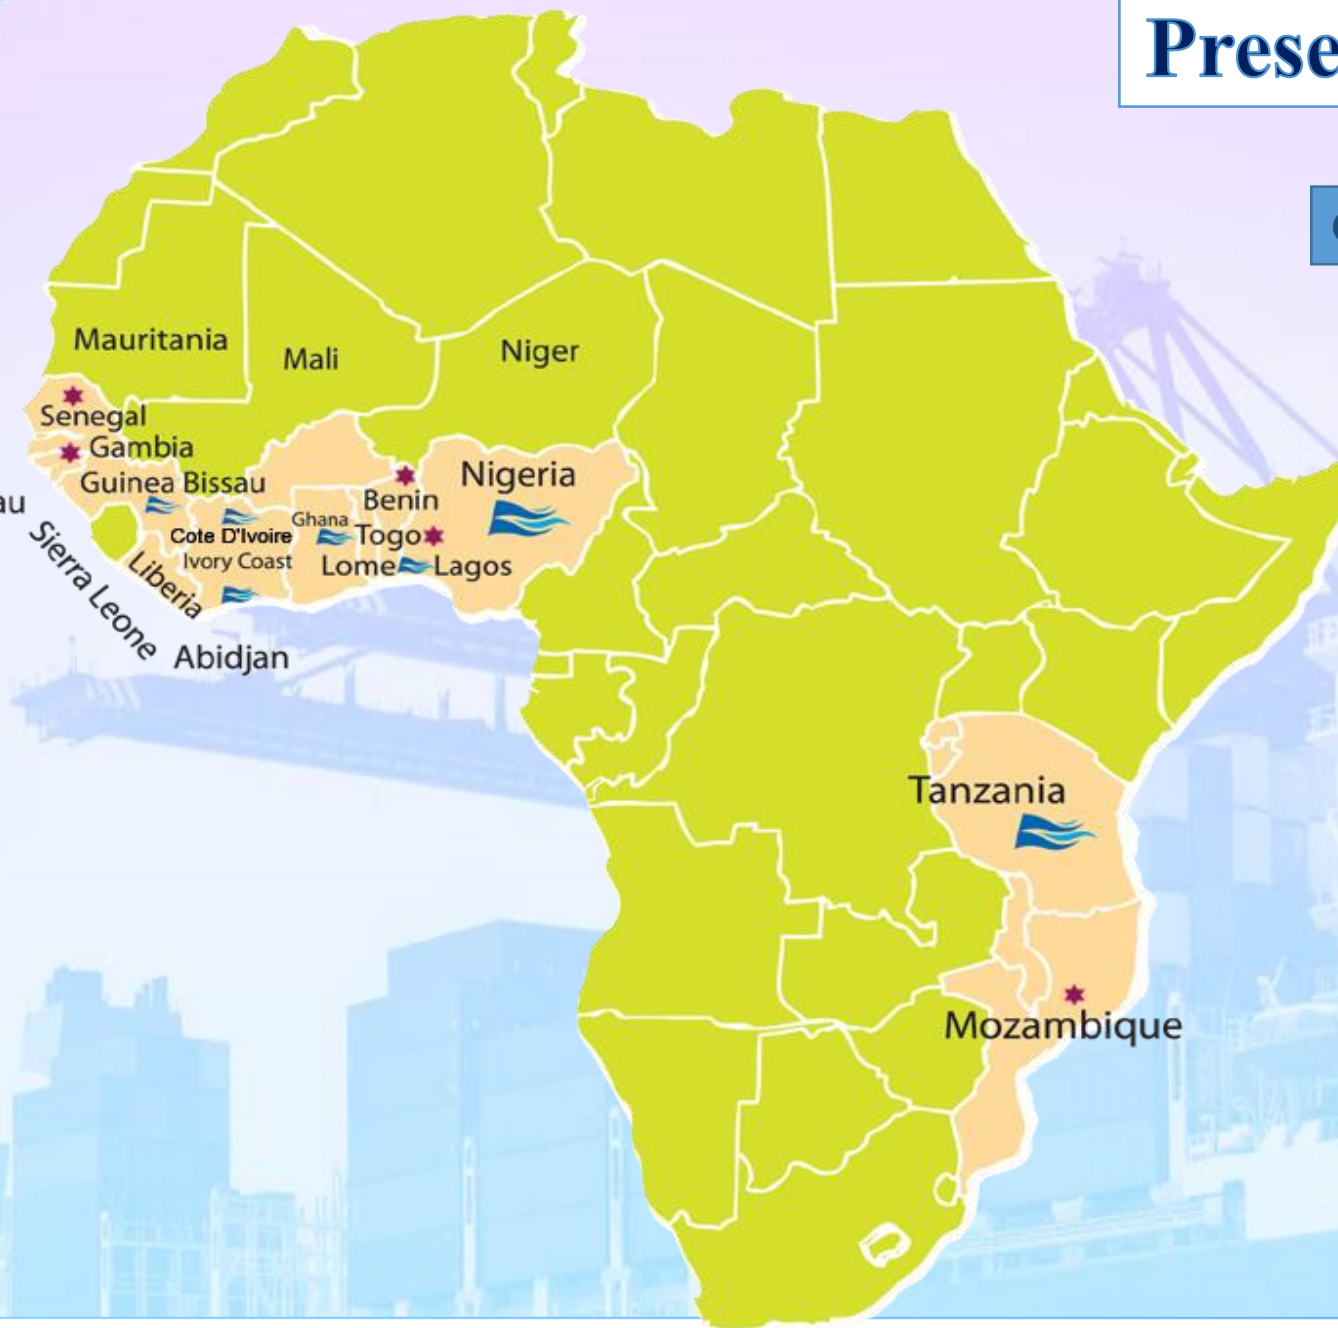 Prese
Mauritania
Mali
Niger
Senegal
Gambia
Guinea Bissau
au
Sierra Leone
Liberia
Cote D'Ivoire
Ivory Coast
Abidjan
Ghana
Benin
Togo
Lome
Lagos
Nigeria
Tanzania
Mozambique